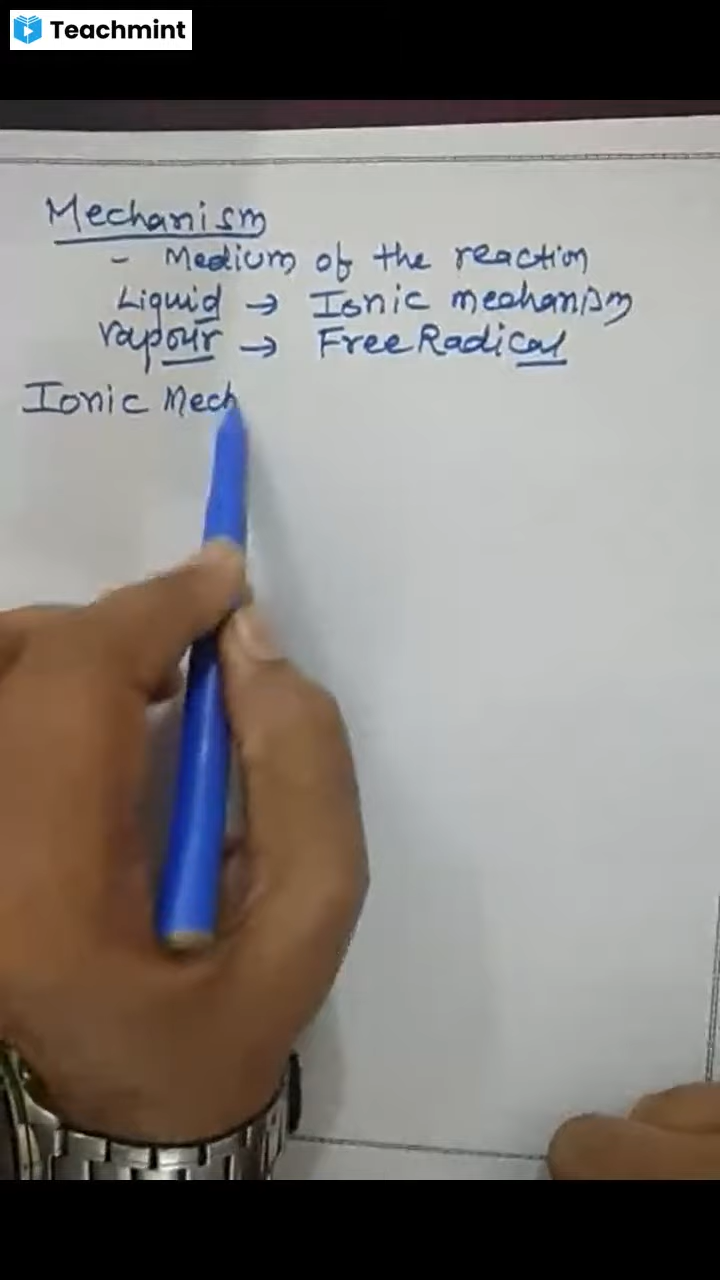 Teachmint
Mechanism
- Medium of the reaction
Liquid → Ionic mechanism
Vapour → Free Radical
Ionic Mech